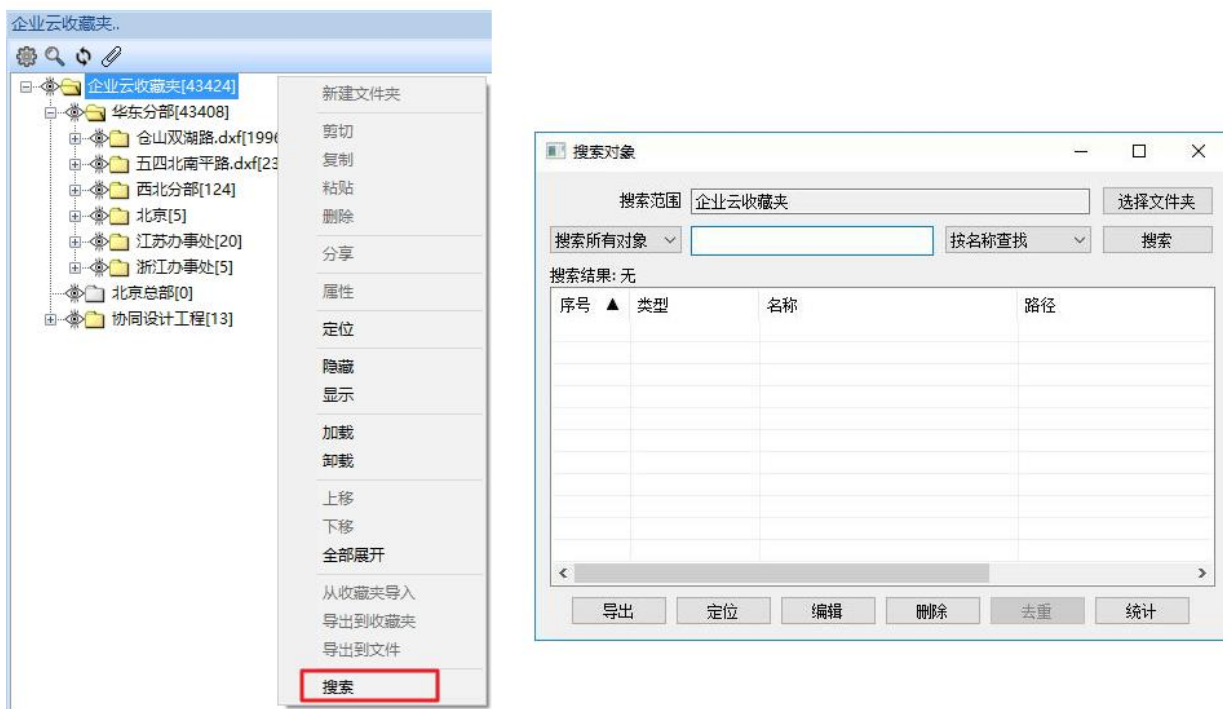 企业云收藏夹..
企业云收藏夹[43424]
华东分部[43408]
仓山双湖路.dxf[1996
五四北南平路.dxf[23
西北分部[124]
北京[5]
江苏办事处[20]
浙江办事处[5]
北京总部[0]
协同设计工程[13]
新建文件夹
剪切
复制
粘贴
删除
分享
属性
定位
隐藏
显示
加载
卸载
上移
下移
全部展开
从收藏夹导入
导出到收藏夹
导出到文件
搜索
搜索对象
搜索范围 企业云收藏夹 选择文件夹
搜索所有对象 按名称查找 搜索
搜索结果: 无
序号 ▲ 类型 名称 路径
导出 定位 编辑 删除 去重 统计